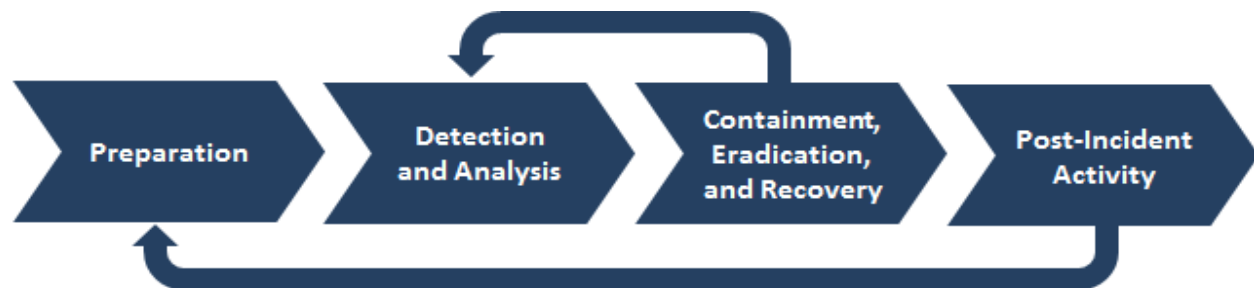 Preparation
Detection
and Analysis
Containment,
Eradication,
and Recovery
Post-Incident
Activity